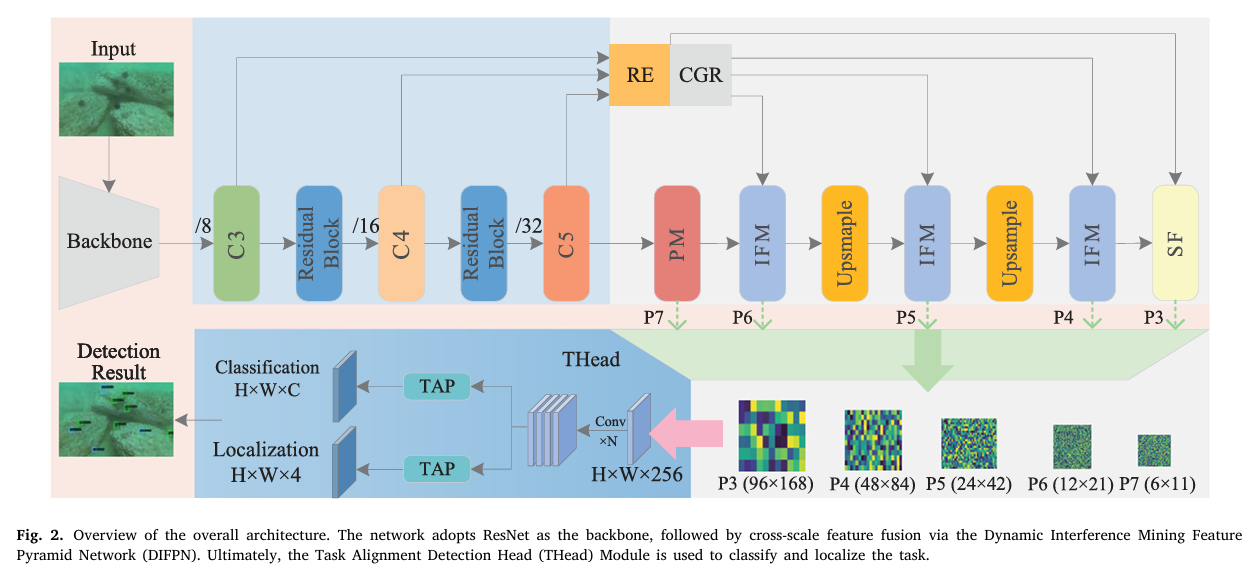 Input
RE
CGR
Backbone
/8
C3
Residual
Block
/16
C4
Residual
Block
/32
C5
PM
IFM
Upsmaple
IFM
Upsample
IFM
SF
P7
P6
P5
P4
P3
Detection
Result
Classification
H×W×C
Localization
H×W×4
TAP
TAP
THead
Conv
×N
H×W×256
P3 (96×168)
P4 (48×84)
P5 (24×42)
P6 (12×21)
P7 (6×11)
Fig. 2. Overview of the overall architecture. The network adopts ResNet as the backbone, followed by cross-scale feature fusion via the Dynamic Interference Mining Feature
Pyramid Network (DIFPN). Ultimately, the Task Alignment Detection Head (THead) Module is used to classify and localize the task.